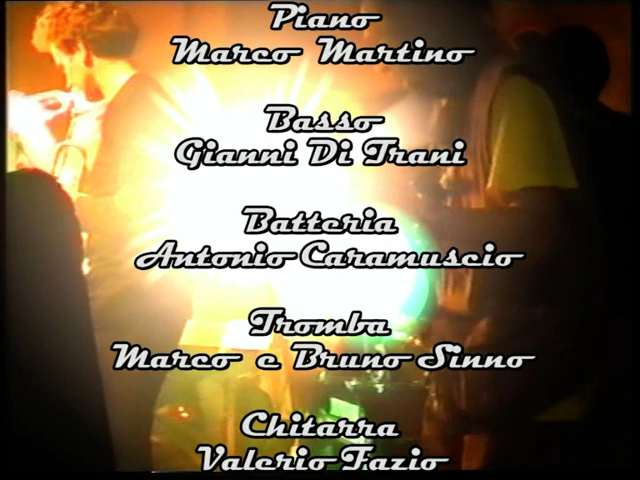 Piano
Marco Martino
Basso
Gianni Di Trani
Batteria
Antonio Caramuscio
Tromba
Marco e Bruno Sinno
Chitarra
Valerio Fazio